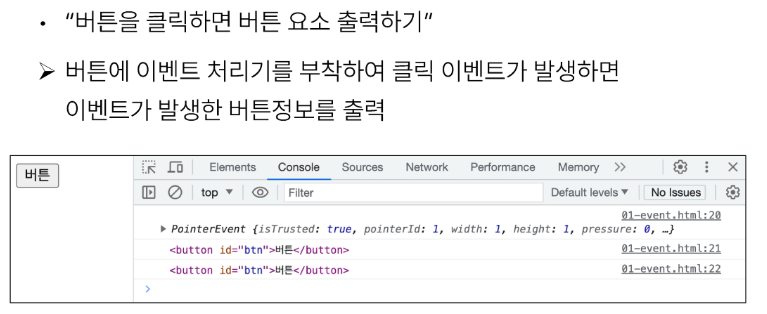 • “버튼을 클릭하면 버튼 요소 출력하기“
➢ 버튼에 이벤트 처리기를 부착하여 클릭 이벤트가 발생하면
이벤트가 발생한 버튼정보를 출력
버튼
Elements Console Sources Network Performance Memory >>
top ▼ Filter Default levels ▼ No Issues
01-event.html:20
▶ PointerEvent {isTrusted: true, pointerId: 1, width: 1, height: 1, pressure: 0, …}
<button id="btn">버튼</button> 01-event.html:21
<button id="btn">버튼</button> 01-event.html:22
>